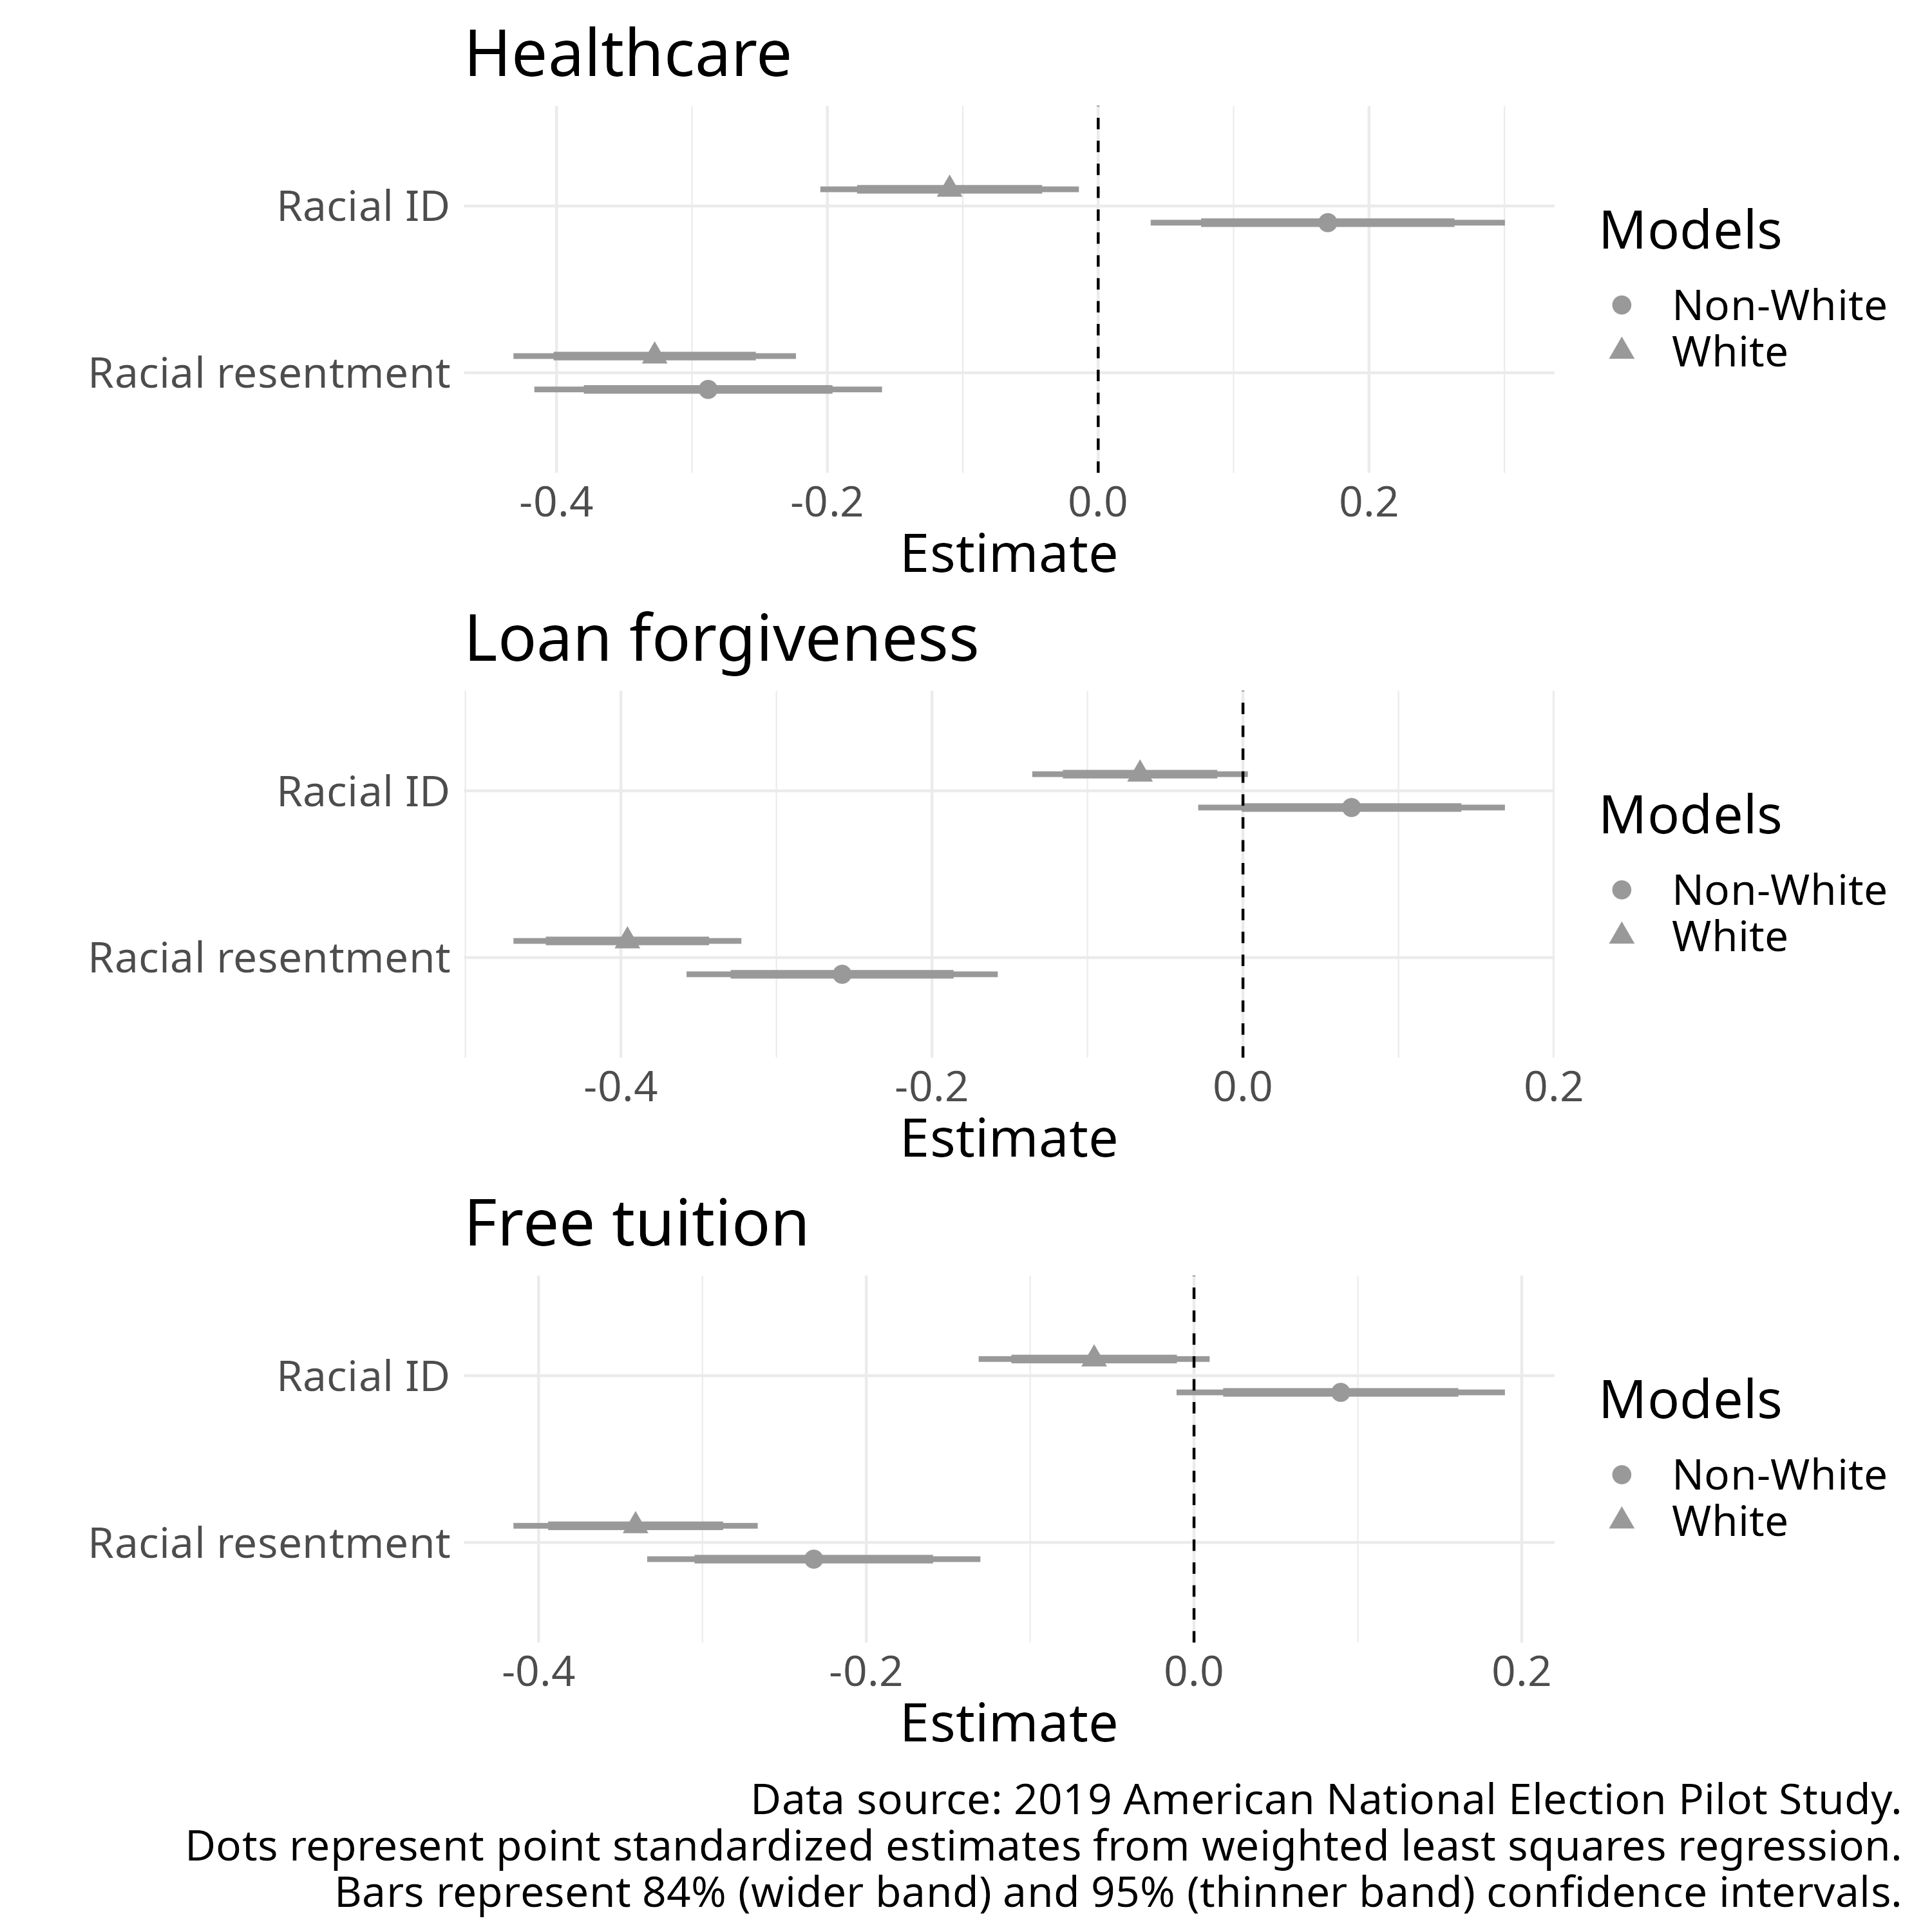 Healthcare
Racial ID
Racial resentment
-0.4 -0.2 0.0 0.2
Estimate
Models
Non-White
White
Loan forgiveness
Racial ID
Racial resentment
-0.4 -0.2 0.0 0.2
Estimate
Models
Non-White
White
Free tuition
Racial ID
Racial resentment
-0.4 -0.2 0.0 0.2
Estimate
Models
Non-White
White
Data source: 2019 American National Election Pilot Study.
Dots represent point standardized estimates from weighted least squares regression.
Bars represent 84% (wider band) and 95% (thinner band) confidence intervals.